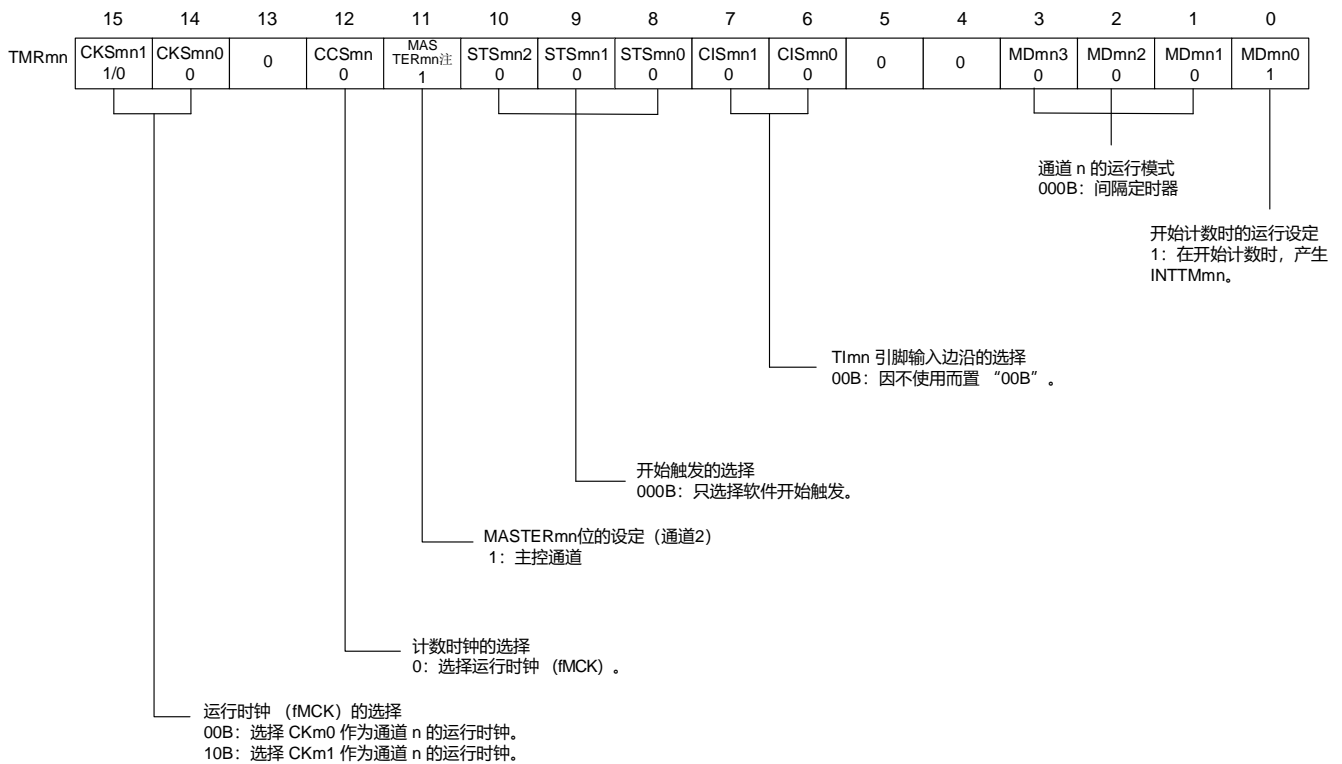 15 14 13 12 11 10 9 8 7 6 5 4 3 2 1 0
TMRmn CKSmn1 1/0 CKSmn0 0 0 CCSmn 0 MAS TERmn注 1 STSmn2 0 STSmn1 0 STSmn0 0 CISmn1 0 CISmn0 0 0 0 MDmn3 0 MDmn2 0 MDmn1 0 MDmn0 1
通道 n 的运行模式
000B：间隔定时器
开始计数时的运行设定
1：在开始计数时，产生
INTTMmn。
TImn 引脚输入边沿的选择
00B：因不使用而置 “00B” 。
开始触发的选择
000B：只选择软件开始触发。
MASTERmn位的设定（通道2）
1：主控通道
计数时钟的选择
0：选择运行时钟 （fMCK）。
运行时钟 （fMCK）的选择
00B：选择 CKm0 作为通道 n 的运行时钟。
10B：选择 CKm1 作为通道 n 的运行时钟。